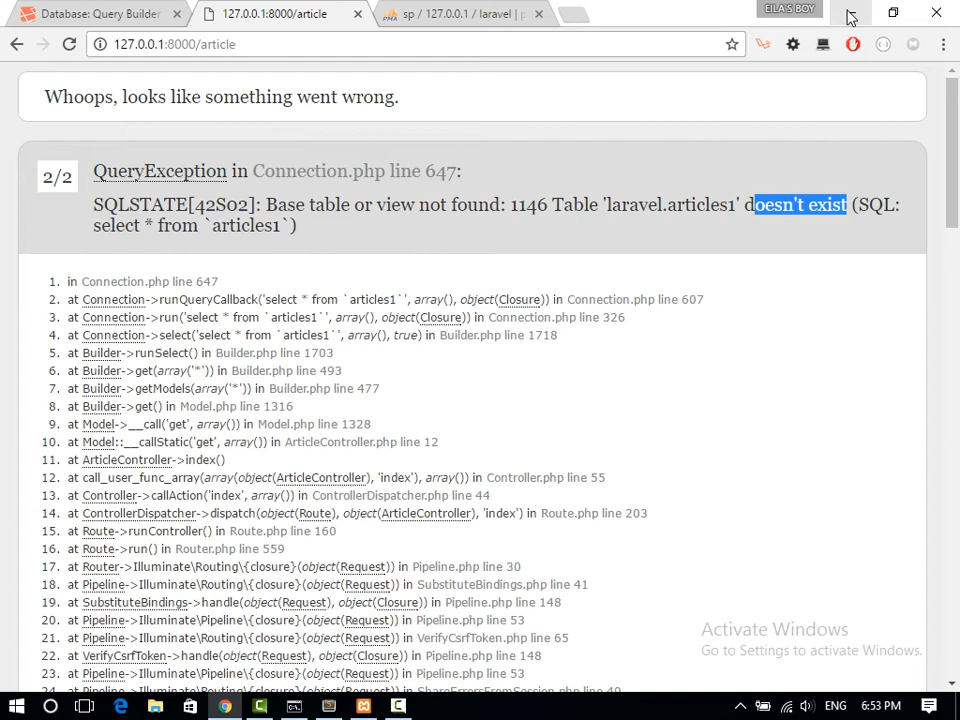 Database: Query Builder
127.0.0.1:8000/article
sp / 127.0.0.1 / laravel | p
EILA'S BOY
127.0.0.1:8000/article
Whoops, looks like something went wrong.
2/2
QueryException in Connection.php line 647:
SQLSTATE[42S02]: Base table or view not found: 1146 Table 'laravel.articles1' doesn't exist (SQL:
select * from `articles1`)
1. in Connection.php line 647
2. at Connection->runQueryCallback('select * from `articles1`', array(), object(Closure)) in Connection.php line 607
3. at Connection->run('select * from `articles1`', array(), object(Closure)) in Connection.php line 326
4. at Connection->select('select * from `articles1`', array(), true) in Builder.php line 1718
5. at Builder->runSelect() in Builder.php line 1703
6. at Builder->get(array('*')) in Builder.php line 493
7. at Builder->getModels(array('*')) in Builder.php line 477
8. at Builder->get() in Model.php line 1316
9. at Model->__call('get', array()) in Model.php line 1328
10. at Model::__callStatic('get', array()) in ArticleController.php line 12
11. at ArticleController->index()
12. at call_user_func_array(array(object(ArticleController), 'index'), array()) in Controller.php line 55
13. at Controller->callAction('index', array()) in ControllerDispatcher.php line 44
14. at ControllerDispatcher->dispatch(object(Route), object(ArticleController), 'index') in Route.php line 203
15. at Route->runController() in Route.php line 160
16. at Route->run() in Router.php line 559
17. at Router->Illuminate\Routing\{closure}(object(Request)) in Pipeline.php line 30
18. at Pipeline->Illuminate\Routing\{closure}(object(Request)) in SubstituteBindings.php line 41
19. at SubstituteBindings->handle(object(Request), object(Closure)) in Pipeline.php line 148
20. at Pipeline->Illuminate\Pipeline\{closure}(object(Request)) in Pipeline.php line 53
21. at Pipeline->Illuminate\Routing\{closure}(object(Request)) in VerifyCsrfToken.php line 65
22. at VerifyCsrfToken->handle(object(Request), object(Closure)) in Pipeline.php line 148
23. at Pipeline->Illuminate\Pipeline\{closure}(object(Request)) in Pipeline.php line 53
24. at Pipeline->Illuminate\Routing\{closure}(object(Request)) in ShareErrorsFromSession.php line 49
Activate Windows
Go to Settings to activate Windows.
6:53 PM